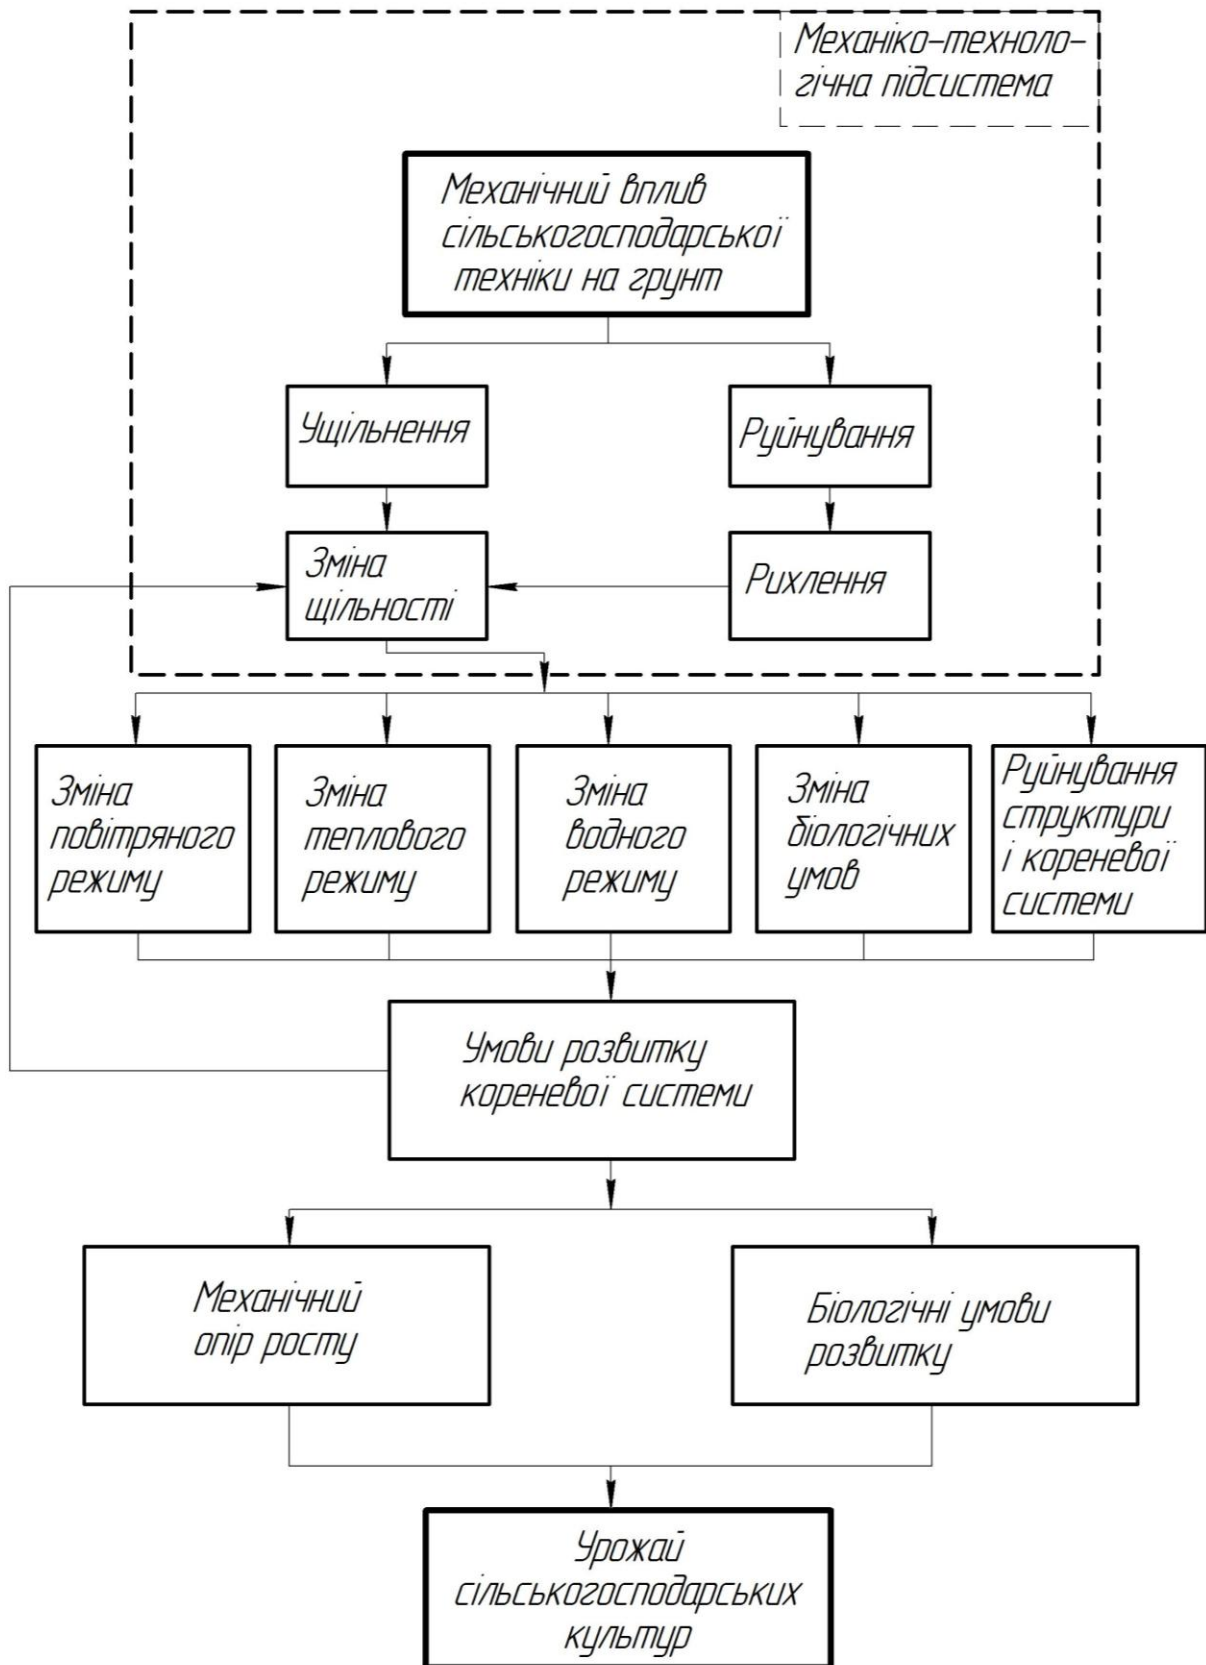 Механіко-техноло-
гічна підсистема
Механічний вплив
сільськогосподарської
техніки на грунт
Ущільнення
Руйнування
Зміна
щільності
Рихлення
Зміна
повітряного
режиму
Зміна
теплового
режиму
Зміна
водного
режиму
Зміна
біологічних
умов
Руйнування
структури
і кореневої
системи
Умови розвитку
кореневої системи
Механічний
опір росту
Біологічні умови
розвитку
Урожай
сільськогосподарських
культур